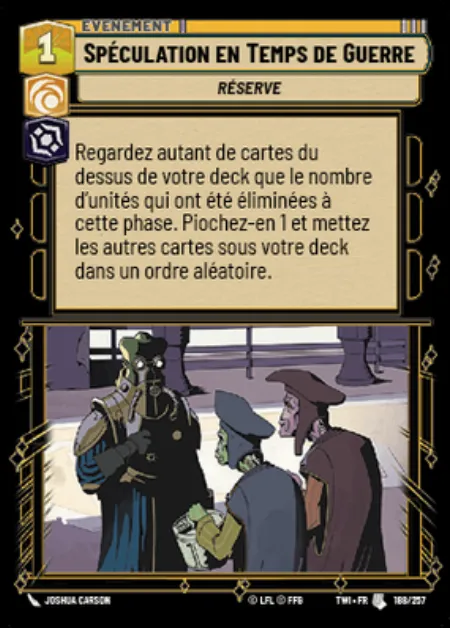 ÉVÉNEMENT
1
SPÉCULATION EN TEMPS DE GUERRE
RÉSERVE
Regardez autant de cartes du
dessus de votre deck que le nombre
d'unités qui ont été éliminées à
cette phase. Piochez-en 1 et mettez
les autres cartes sous votre deck
dans un ordre aléatoire.
JOSHUA CARSON © LFL ® FFG TWI • FR 188/257